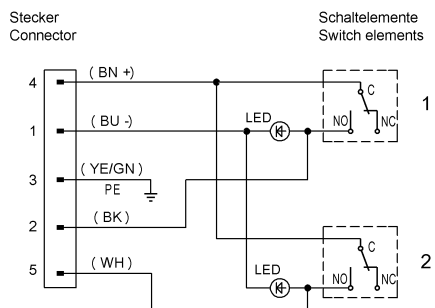 Stecker
Connector
Schaltelemente
Switch elements
4
( BN +)
C
1
1
( BU -)
LED
NO
NC
3
( YE/GN )
PE
2
( BK )
C
2
5
( WH )
LED
NO
NC